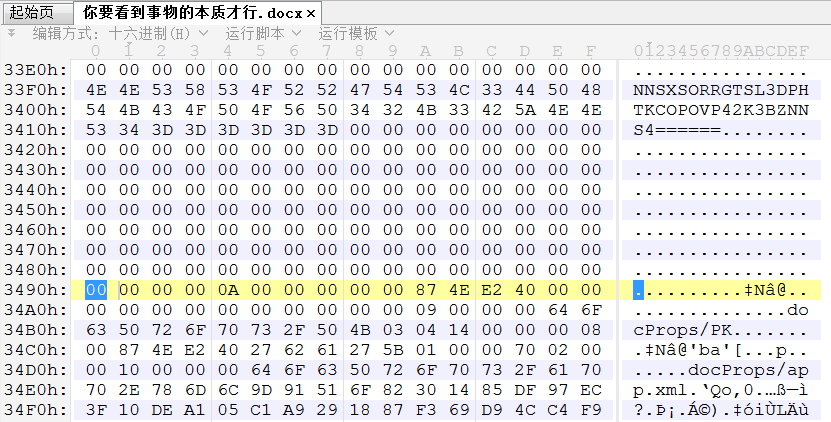 起始页 你要看到事物的本质才行.docx ×
编辑方式: 十六进制(H) 运行脚本 运行模板
0 1 2 3 4 5 6 7 8 9 A B C D E F 0123456789ABCDEF
33E0h: 00 00 00 00 00 00 00 00 00 00 00 00 00 00 00 00 ................
33F0h: 4E 4E 53 58 53 4F 52 52 47 54 53 4C 33 44 50 48 NNSXSORRGTSL3DPH
3400h: 54 4B 43 4F 50 4F 56 50 34 32 4B 33 42 5A 4E 4E TKCOPOVP42K3BZNN
3410h: 53 34 3D 3D 3D 3D 3D 3D 00 00 00 00 00 00 00 00 S4======........
3420h: 00 00 00 00 00 00 00 00 00 00 00 00 00 00 00 00 ................
3430h: 00 00 00 00 00 00 00 00 00 00 00 00 00 00 00 00 ................
3440h: 00 00 00 00 00 00 00 00 00 00 00 00 00 00 00 00 ................
3450h: 00 00 00 00 00 00 00 00 00 00 00 00 00 00 00 00 ................
3460h: 00 00 00 00 00 00 00 00 00 00 00 00 00 00 00 00 ................
3470h: 00 00 00 00 00 00 00 00 00 00 00 00 00 00 00 00 ................
3480h: 00 00 00 00 00 00 00 00 00 00 00 00 00 00 00 00 ................
3490h: 00 00 00 00 0A 00 00 00 00 00 87 4E E2 40 00 00 ..........‡Nâ@..
34A0h: 00 00 00 00 00 00 00 00 00 00 09 00 00 00 64 6F ..............do
34B0h: 63 50 72 6F 70 73 2F 50 4B 03 04 14 00 00 00 08 cProps/PK.......
34C0h: 00 87 4E E2 40 27 62 61 27 5B 01 00 00 70 02 00 .‡Nâ@'ba'[...p..
34D0h: 00 10 00 00 00 64 6F 63 50 72 6F 70 73 2F 61 70 .....docProps/ap
34E0h: 70 2E 78 6D 6C 9D 91 51 6F 82 30 14 85 DF 97 EC p.xml.‘Qo‚0.…ß—ì
34F0h: 3F 10 DE A1 05 C1 A9 29 18 87 F3 69 D9 4C C4 F9 ?.Þ¡.Á©).‡óiÙLÄù